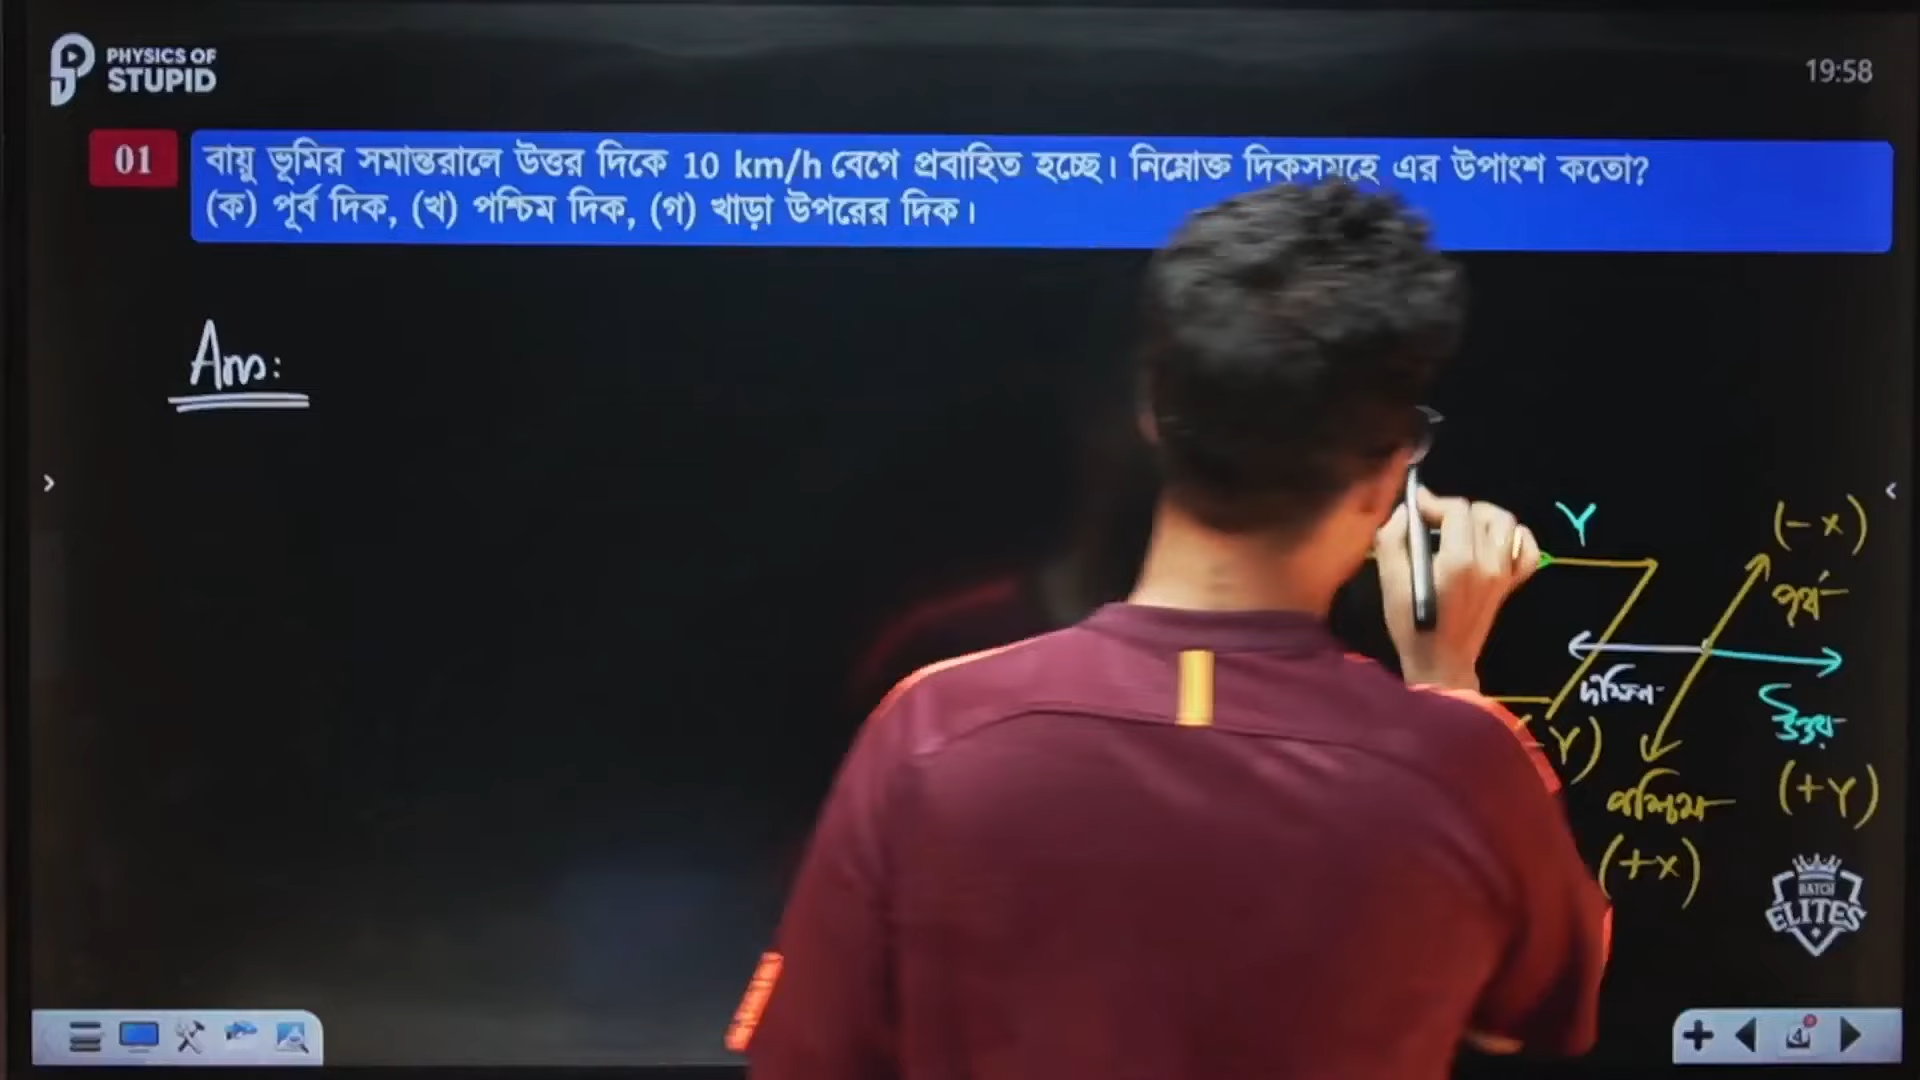 PHYSICS OF
STUPID
19:58
01
বায়ু ভূমির সমান্তরালে উত্তর দিকে 10 km/h বেগে প্রবাহিত হচ্ছে। নিম্নোক্ত দিকসমূহে এর উপাংশ কতো?
(ক) পূর্ব দিক, (খ) পশ্চিম দিক, (গ) খাড়া উপরের দিক।
Ans:
Y
(-x)
পূর্ব
দক্ষিণ
উত্তর
Y)
পশ্চিম
(+Y)
(+x)
BATCH
ELITES